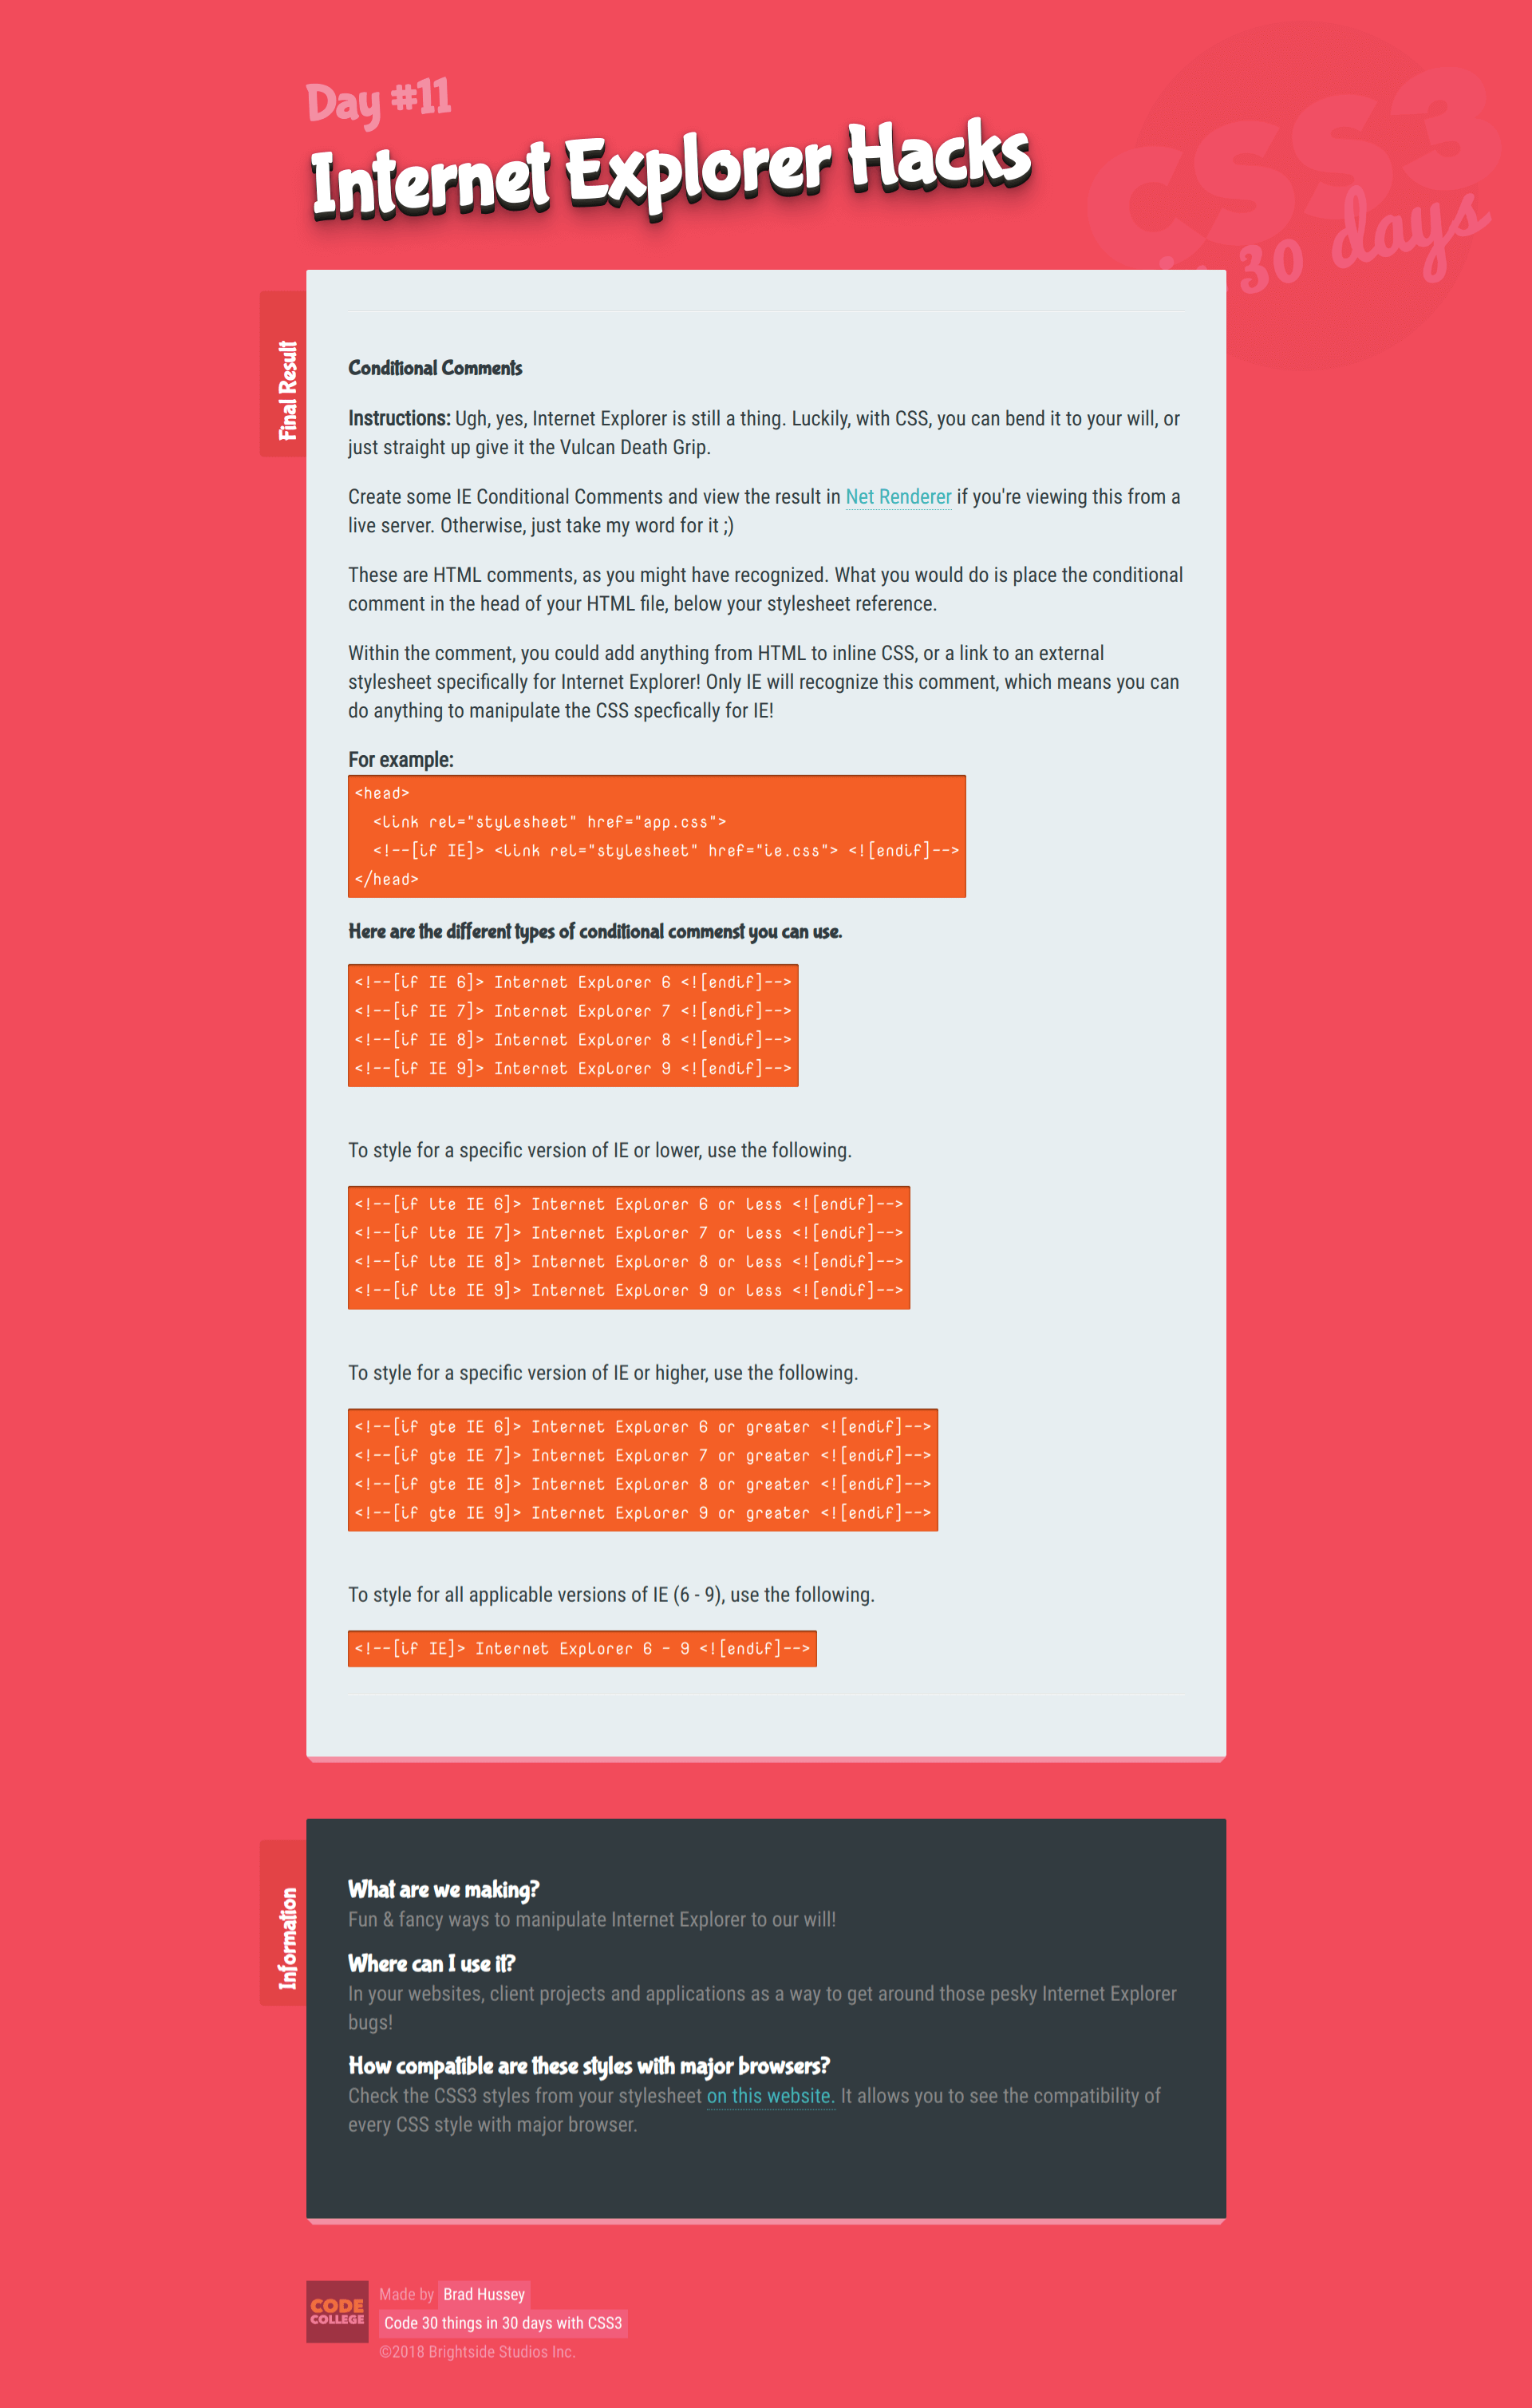 Day #11
Internet Explorer Hacks
CSS3
30 days
Final Result
Conditional Comments
Instructions: Ugh, yes, Internet Explorer is still a thing. Luckily, with CSS, you can bend it to your will, or
just straight up give it the Vulcan Death Grip.
Create some IE Conditional Comments and view the result in Net Renderer if you're viewing this from a
live server. Otherwise, just take my word for it ;)
These are HTML comments, as you might have recognized. What you would do is place the conditional
comment in the head of your HTML file, below your stylesheet reference.
Within the comment, you could add anything from HTML to inline CSS, or a link to an external
stylesheet specifically for Internet Explorer! Only IE will recognize this comment, which means you can
do anything to manipulate the CSS specfically for IE!
For example:
<head>
  <link rel="stylesheet" href="app.css">
  <!--[if IE]> <link rel="stylesheet" href="ie.css"> <![endif]-->
</head>
Here are the different types of conditional commenst you can use.
<!--[if IE 6]> Internet Explorer 6 <![endif]-->
<!--[if IE 7]> Internet Explorer 7 <![endif]-->
<!--[if IE 8]> Internet Explorer 8 <![endif]-->
<!--[if IE 9]> Internet Explorer 9 <![endif]-->
To style for a specific version of IE or lower, use the following.
<!--[if lte IE 6]> Internet Explorer 6 or less <![endif]-->
<!--[if lte IE 7]> Internet Explorer 7 or less <![endif]-->
<!--[if lte IE 8]> Internet Explorer 8 or less <![endif]-->
<!--[if lte IE 9]> Internet Explorer 9 or less <![endif]-->
To style for a specific version of IE or higher, use the following.
<!--[if gte IE 6]> Internet Explorer 6 or greater <![endif]-->
<!--[if gte IE 7]> Internet Explorer 7 or greater <![endif]-->
<!--[if gte IE 8]> Internet Explorer 8 or greater <![endif]-->
<!--[if gte IE 9]> Internet Explorer 9 or greater <![endif]-->
To style for all applicable versions of IE (6 - 9), use the following.
<!--[if IE]> Internet Explorer 6 - 9 <![endif]-->
Information
What are we making?
Fun & fancy ways to manipulate Internet Explorer to our will!
Where can I use it?
In your websites, client projects and applications as a way to get around those pesky Internet Explorer
bugs!
How compatible are these styles with major browsers?
Check the CSS3 styles from your stylesheet on this website. It allows you to see the compatibility of
every CSS style with major browser.
CODE
COLLEGE
Made by Brad Hussey
Code 30 things in 30 days with CSS3
©2018 Brightside Studios Inc.